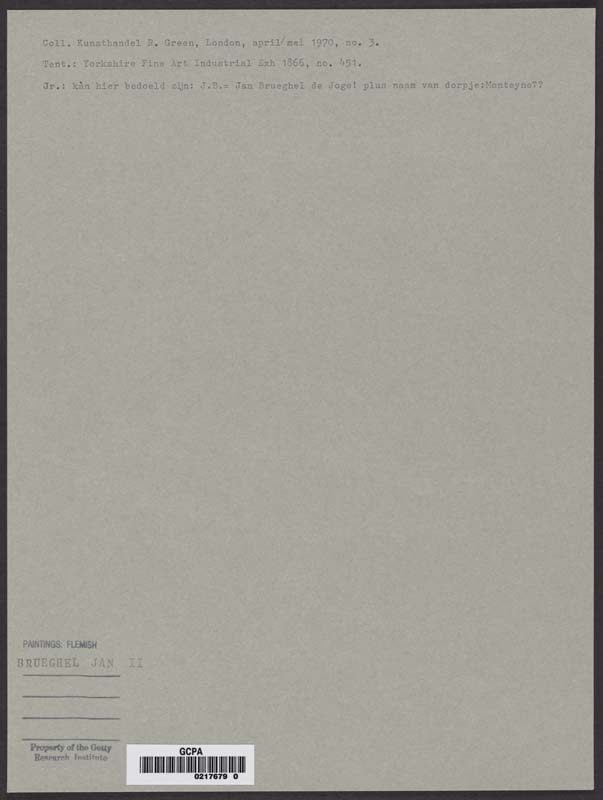 Coll. Kunsthandel R. Green, London, april/mei 1970, no. 3.
Tent.: Yorkshire Fine Art Industrial Exh 1866, no. 451.
Jr.: kàn hier bedoeld zijn: J.B.= Jan Brueghel de Joge! plus naam van dorpje:Monteyne??
PAINTINGS: FLEMISH
BRUEGHEL JAN II
Property of the Getty
Research Institute
GCPA
0217679 0